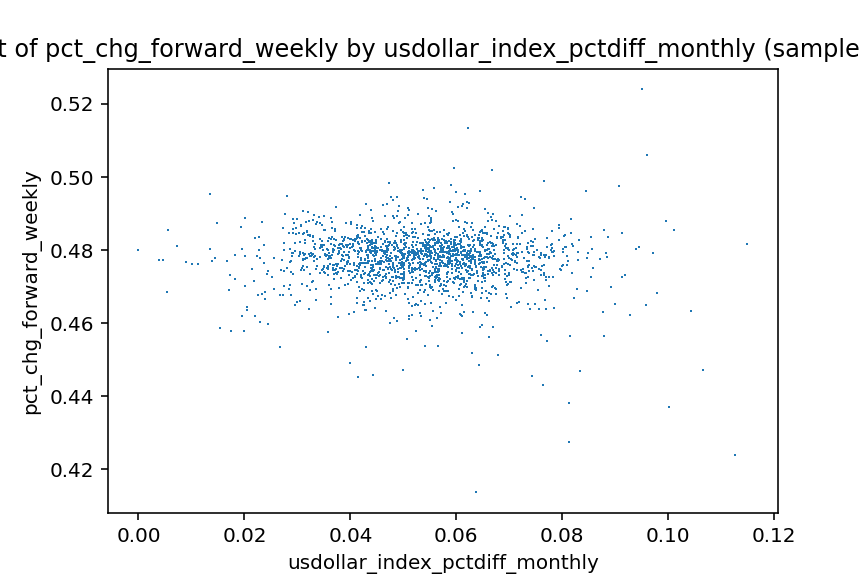 t of pct_chg_forward_weekly by usdollar_index_pctdiff_monthly (sample
0.52
0.50
0.48
0.46
0.44
0.42
pct_chg_forward_weekly
0.00 0.02 0.04 0.06 0.08 0.10 0.12
usdollar_index_pctdiff_monthly